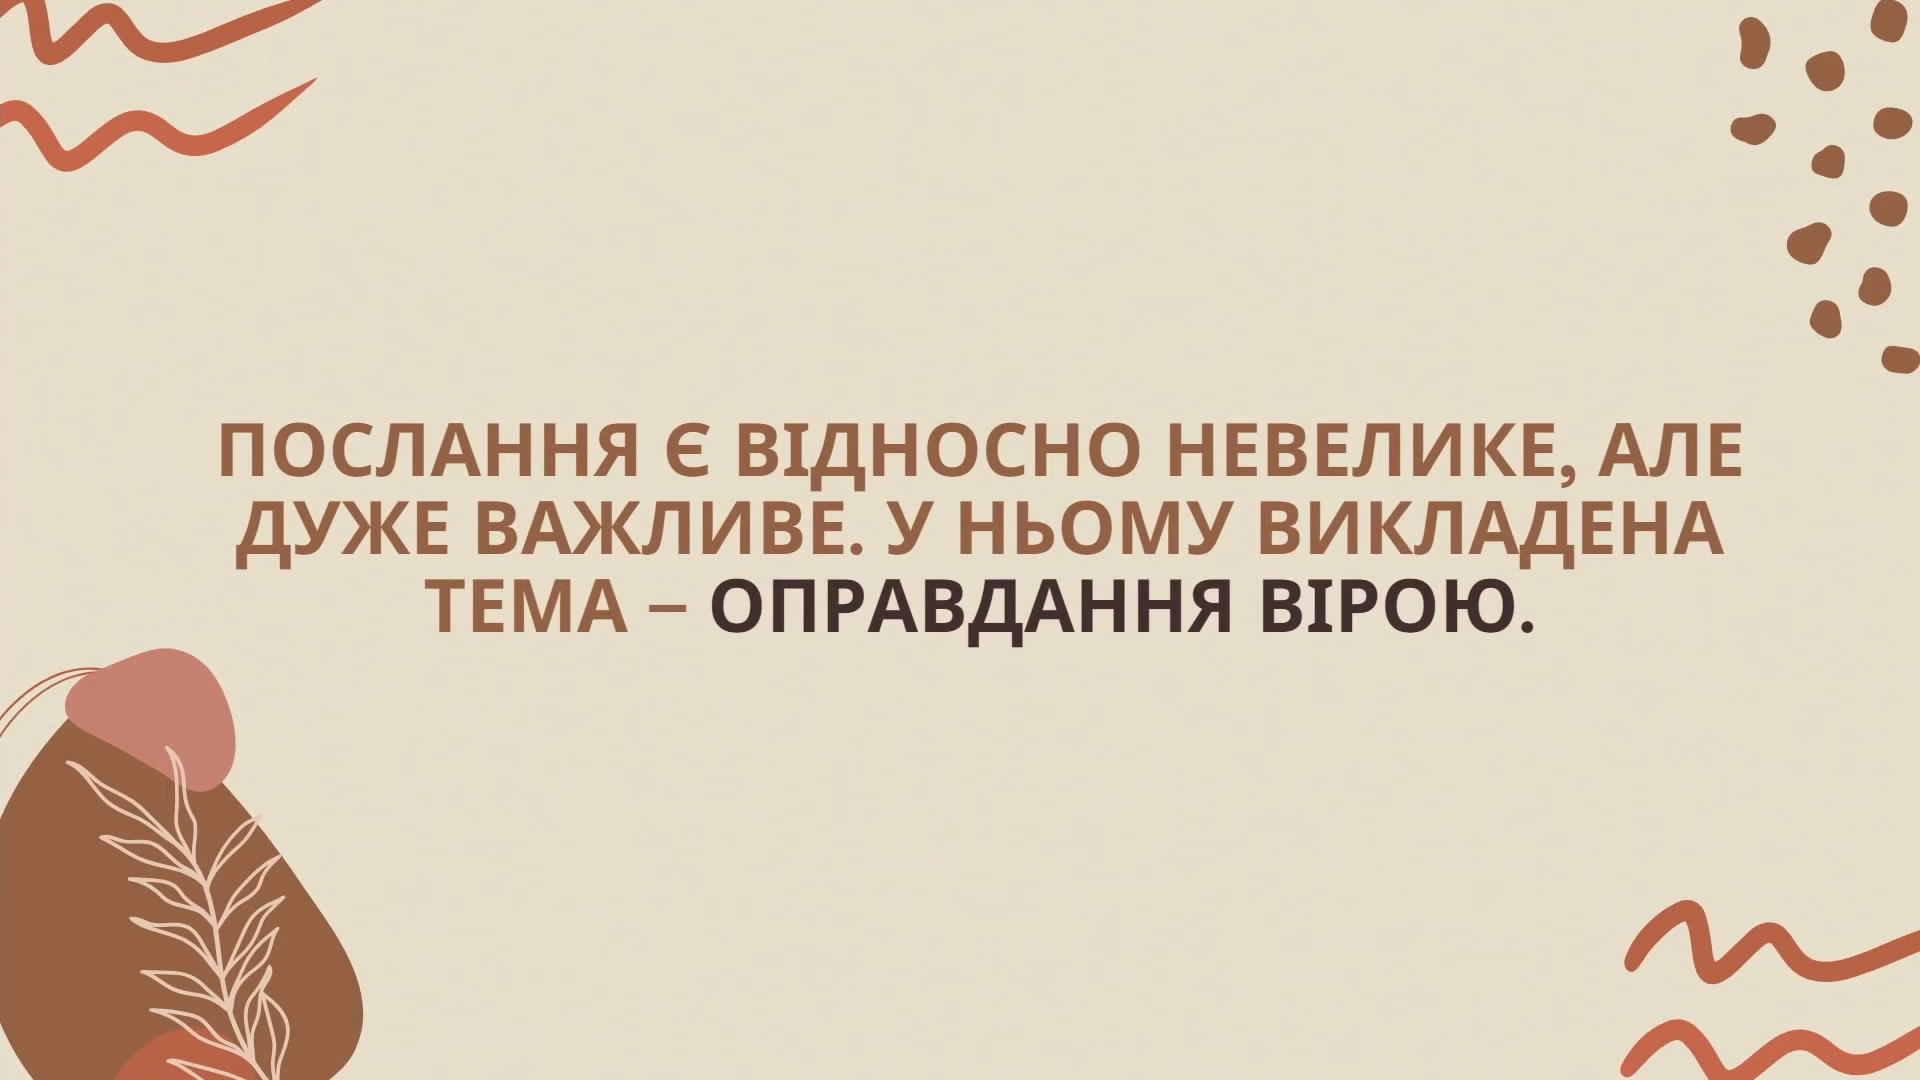 ПОСЛАННЯ Є ВІДНОСНО НЕВЕЛИКЕ, АЛЕ
ДУЖЕ ВАЖЛИВЕ. У НЬОМУ ВИКЛАДЕНА
ТЕМА – ОПРАВДАННЯ ВІРОЮ.